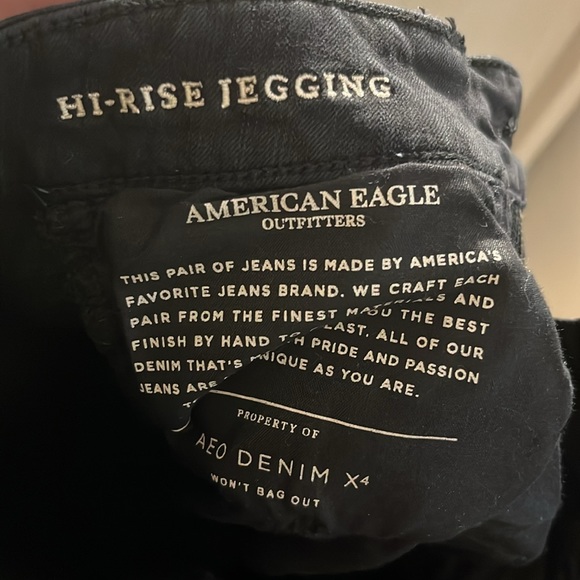 HI-RISE JEGGING
AMERICAN EAGLE
OUTFITTERS
THIS PAIR OF JEANS IS MADE BY AMERICA'S
FAVORITE JEANS BRAND. WE CRAFT EACH
PAIR FROM THE FINEST AND
FINISH BY HAND THE BEST
DENIM THAT'S LAST. ALL OF OUR
JEANS ARE PRIDE AND PASSION
AS YOU ARE.
PROPERTY OF
AEO DENIM X4
WON'T BAG OUT